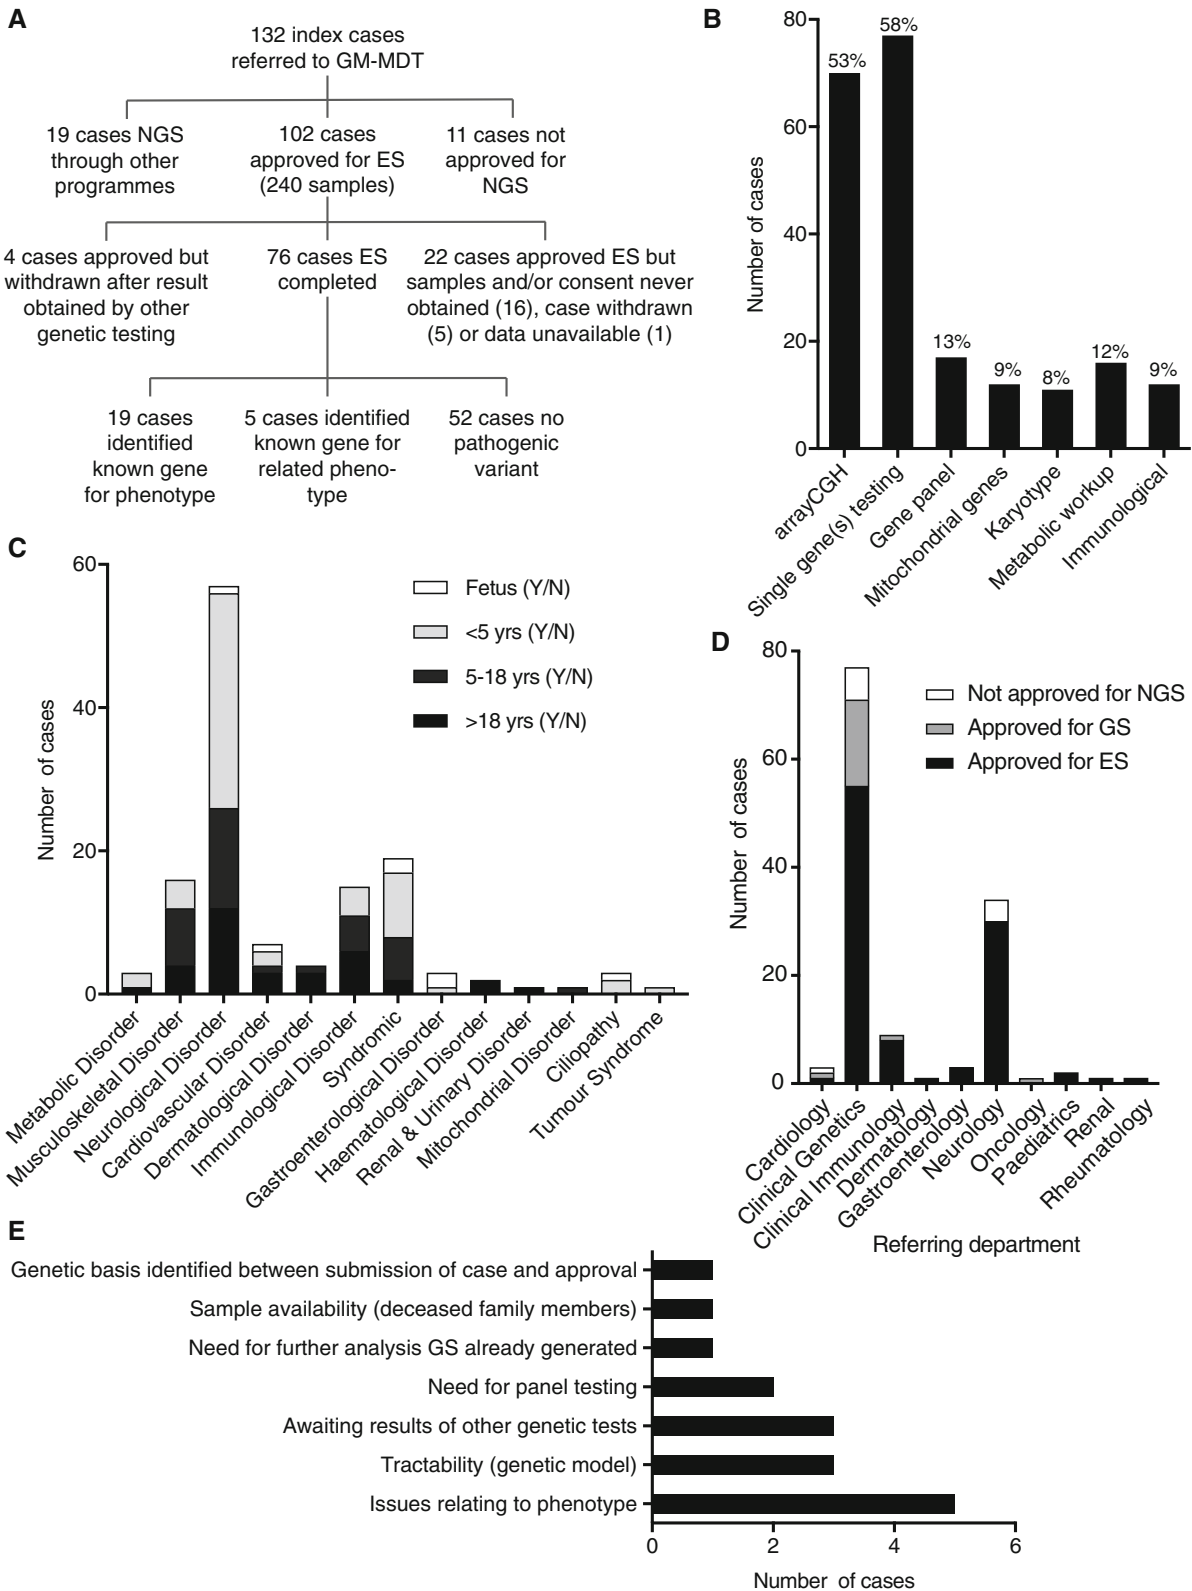 A
132 index cases
referred to GM-MDT
19 cases NGS
through other
programmes
102 cases
approved for ES
(240 samples)
11 cases not
approved for
NGS
4 cases approved but
withdrawn after result
obtained by other
genetic testing
76 cases ES
completed
22 cases approved ES but
samples and/or consent never
obtained (16), case withdrawn
(5) or data unavailable (1)
19 cases
identified
known gene
for phenotype
5 cases identified
known gene for
related pheno-
type
52 cases no
pathogenic
variant
B
Number of cases
80
60
40
20
0
53%
58%
13%
9%
8%
12%
9%
arrayCGH
Single gene(s) testing
Gene panel
Mitochondrial genes
Karyotype
Metabolic workup
Immunological
C
Number of cases
60
40
20
0
Fetus (Y/N)
<5 yrs (Y/N)
5-18 yrs (Y/N)
>18 yrs (Y/N)
Metabolic Disorder
Musculoskeletal Disorder
Neurological Disorder
Cardiovascular Disorder
Dermatological Disorder
Immunological Disorder
Syndromic
Gastroenterological Disorder
Haematological Disorder
Renal & Urinary Disorder
Mitochondrial Disorder
Ciliopathy
Tumour Syndrome
D
Number of cases
80
60
40
20
0
Not approved for NGS
Approved for GS
Approved for ES
Cardiology
Clinical Genetics
Clinical Immunology
Dermatology
Gastroenterology
Neurology
Oncology
Paediatrics
Renal
Rheumatology
Referring department
E
Genetic basis identified between submission of case and approval
Sample availability (deceased family members)
Need for further analysis GS already generated
Need for panel testing
Awaiting results of other genetic tests
Tractability (genetic model)
Issues relating to phenotype
0
2
4
6
Number of cases